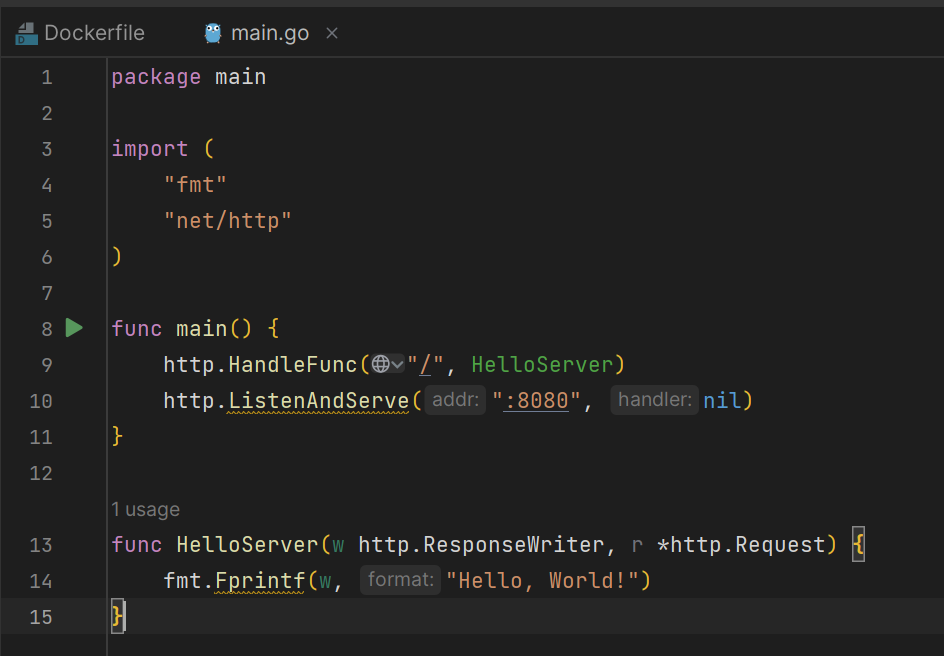 Dockerfile main.go
1 package main
2
3 import (
4 "fmt"
5 "net/http"
6 )
7
8 func main() {
9 http.HandleFunc("/", HelloServer)
10 http.ListenAndServe( addr: ":8080", handler: nil)
11 }
12
1 usage
13 func HelloServer(w http.ResponseWriter, r *http.Request) {
14 fmt.Fprintf(w, format: "Hello, World!")
15 }